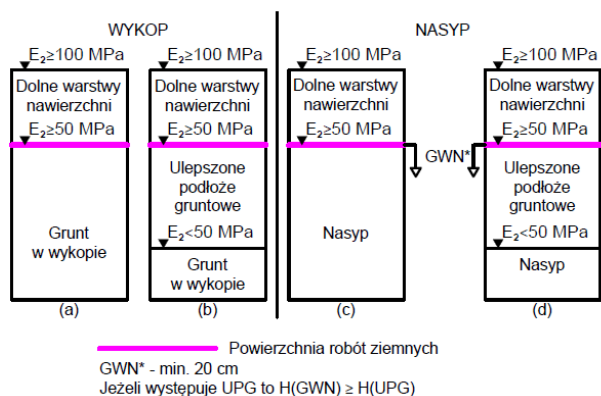 WYKOP NASYP
E₂≥100 MPa E₂≥100 MPa E₂≥100 MPa E₂≥100 MPa
Dolne warstwy Dolne warstwy Dolne warstwy Dolne warstwy
nawierzchni nawierzchni nawierzchni nawierzchni
E₂≥50 MPa E₂≥50 MPa E₂≥50 MPa E₂≥50 MPa
GWN*
Ulepszone Ulepszone
podłoże podłoże
gruntowe gruntowe
Grunt Nasyp
w wykopie
E₂<50 MPa E₂<50 MPa
Grunt Nasyp
w wykopie
(a) (b) (c) (d)
Powierzchnia robót ziemnych
GWN* - min. 20 cm
Jeżeli występuje UPG to H(GWN) ≥ H(UPG)